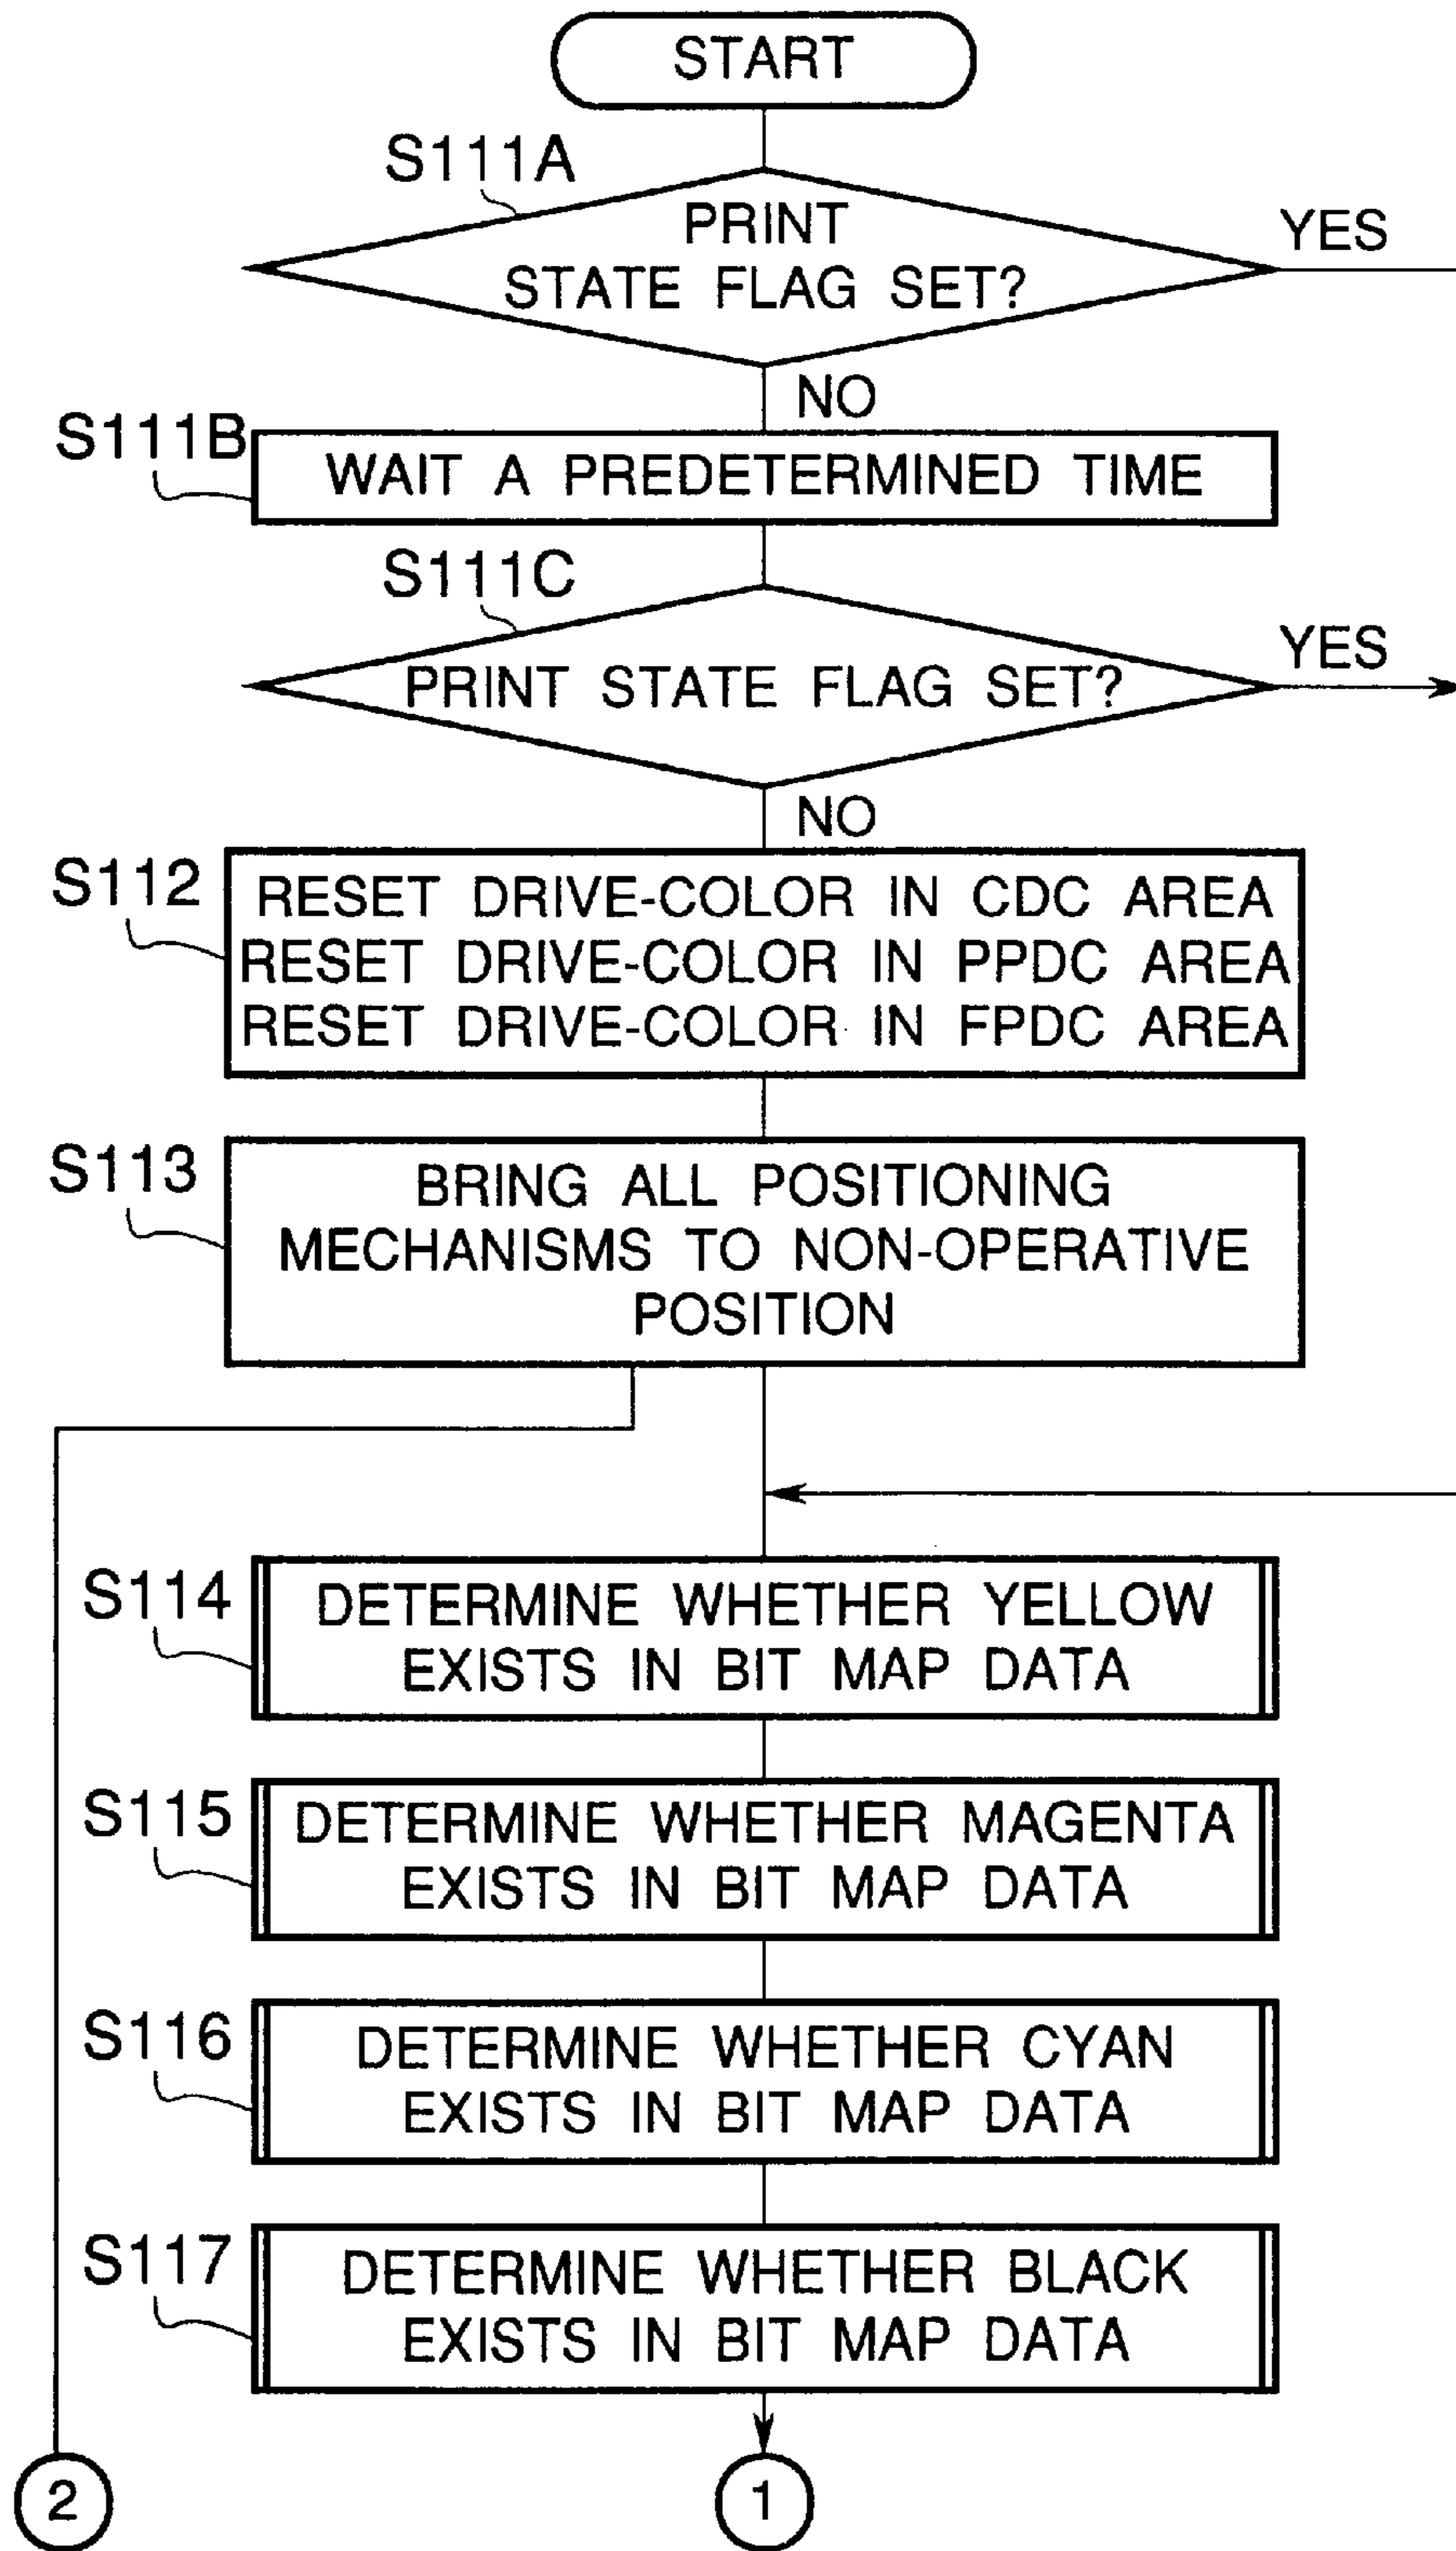 START
S111A
PRINT
STATE FLAG SET?
YES
NO
S111B
WAIT A PREDETERMINED TIME
S111C
PRINT STATE FLAG SET?
YES
NO
S112
RESET DRIVE-COLOR IN CDC AREA
RESET DRIVE-COLOR IN PPDC AREA
RESET DRIVE-COLOR IN FPDC AREA
S113
BRING ALL POSITIONING
MECHANISMS TO NON-OPERATIVE
POSITION
S114
DETERMINE WHETHER YELLOW
EXISTS IN BIT MAP DATA
S115
DETERMINE WHETHER MAGENTA
EXISTS IN BIT MAP DATA
S116
DETERMINE WHETHER CYAN
EXISTS IN BIT MAP DATA
S117
DETERMINE WHETHER BLACK
EXISTS IN BIT MAP DATA
2
1